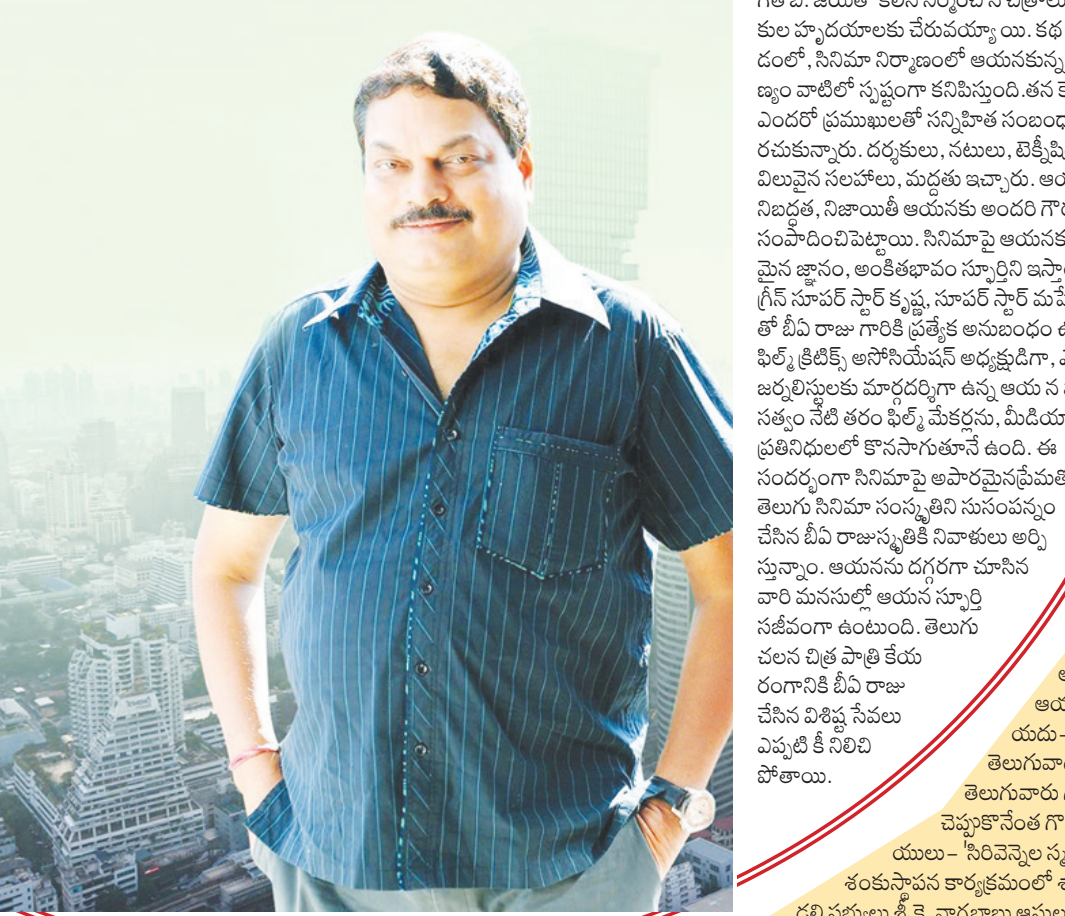 కుల హృదయాలకు చేరువయ్యా యి. కథ
డంలో, సినిమా నిర్మాణంలో ఆయనకున్న
ణ్యం వాటిలో స్పష్టంగా కనిపిస్తుంది.తన
ఎందరో ప్రముఖులతో సన్నిహిత
రచుకున్నారు. దర్శకులు, నటులు,
విలువైన సలహాలు, మద్దతు ఇచ్చారు.
నిబద్ధత, నిజాయితీ ఆయనకు అందరి
సంపాదించిపెట్టాయి. సినిమాపై
మైన జ్ఞానం, అంకితభావం స్ఫూర్తిని
గ్రీన్ సూపర్ స్టార్ కృష్ణ, సూపర్ స్టార్
తో బీఏ రాజు గారికి ప్రత్యేక అనుబంధం
ఫిల్మ్ క్రిటిక్స్ అసోసియేషన్ అధ్యక్షుడిగా,
జర్నలిస్టులకు మార్గదర్శిగా ఉన్న ఆయ న
సత్వం నేటి తరం ఫిల్మ్ మేకర్లను, మీడియా
ప్రతినిధులలో కొనసాగుతూనే ఉంది. ఈ
సందర్భంగా సినిమాపై అపారమైనప్రేమతో
తెలుగు సినిమా సంస్కృతిని సుసంపన్నం
చేసిన బీఏ రాజుస్మృతికి నివాళులు అర్పి
స్తున్నాం. ఆయనను దగ్గరగా చూసిన
వారి మనసుల్లో ఆయన స్ఫూర్తి
సజీవంగా ఉంటుంది. తెలుగు
చలన చిత్ర పాత్రి కేయ
రంగానికి బీఏ రాజు
చేసిన విశిష్ట సేవలు
ఎప్పటి కీ నిలిచి
పోతాయి.
యదు–
తెలుగువారు
చెప్పుకొనేంత
యులు– 'సిరివెన్నెల
శంకుస్థాపన కార్యక్రమంలో